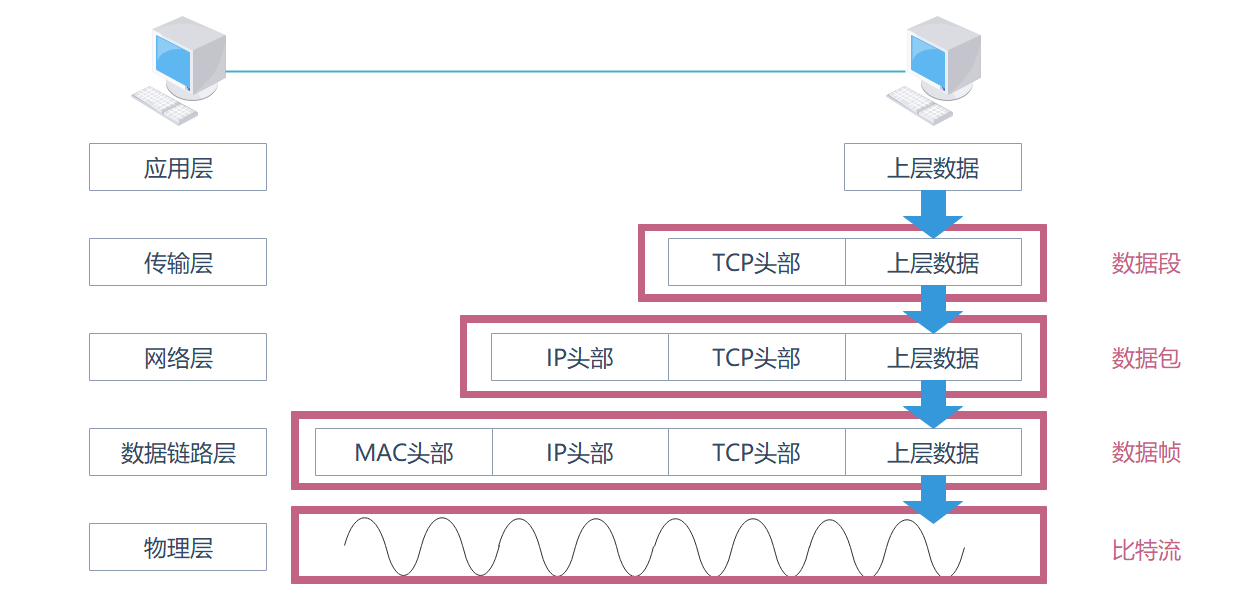 应用层 上层数据
传输层 TCP头部 上层数据 数据段
网络层 IP头部 TCP头部 上层数据 数据包
数据链路层 MAC头部 IP头部 TCP头部 上层数据 数据帧
物理层 比特流